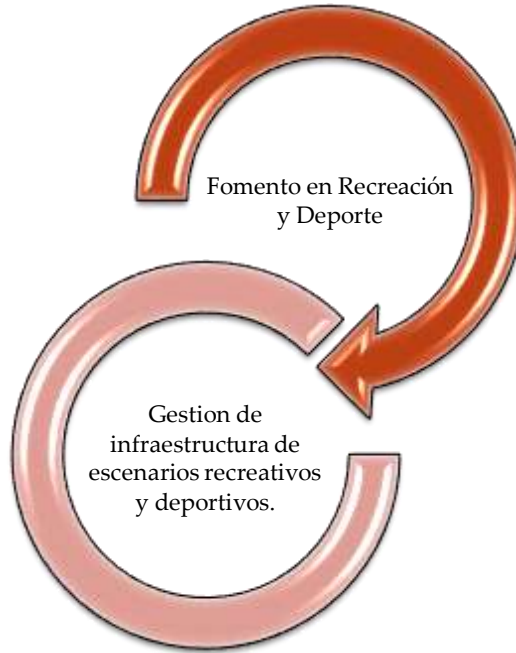 Fomento en Recreación
y Deporte
Gestion de
infraestructura de
escenarios recreativos
y deportivos.